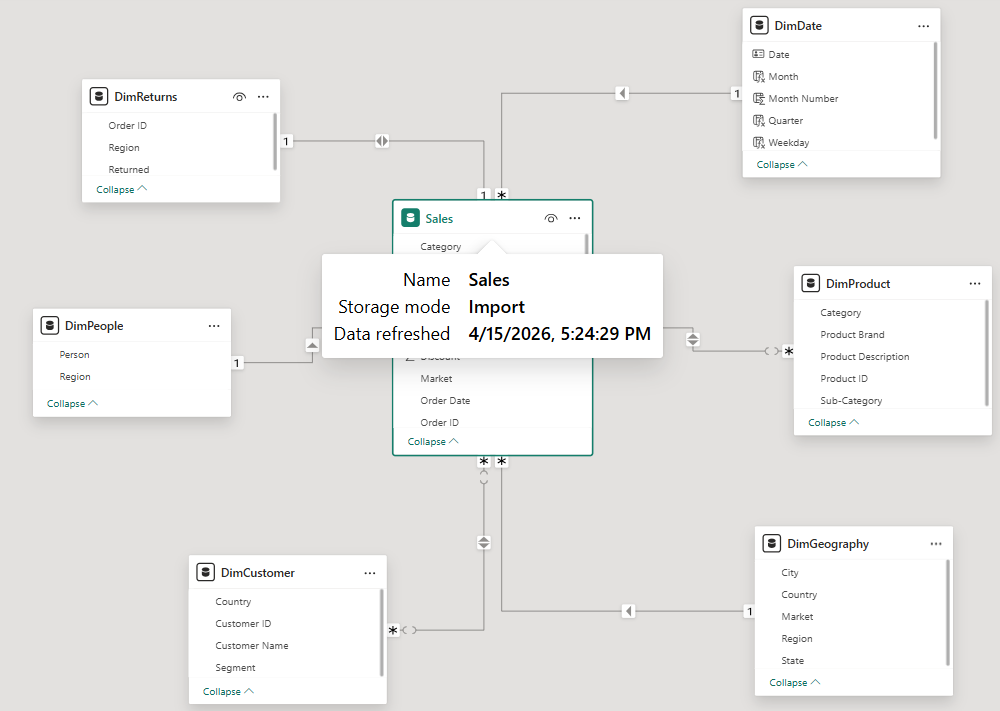 DimDate
Date
Month
Month Number
Quarter
Weekday
Collapse
DimReturns
Order ID
Region
Returned
Collapse
1
1
1
*
Sales
Category
Name Sales
Storage mode Import
Data refreshed 4/15/2026, 5:24:29 PM
Discount
Market
Order Date
Order ID
Collapse
DimPeople
Person
Region
Collapse
1
DimProduct
Category
Product Brand
Product Description
Product ID
Sub-Category
Collapse
*
*
*
DimCustomer
Country
Customer ID
Customer Name
Segment
Collapse
*
DimGeography
City
Country
Market
Region
State
Collapse
1